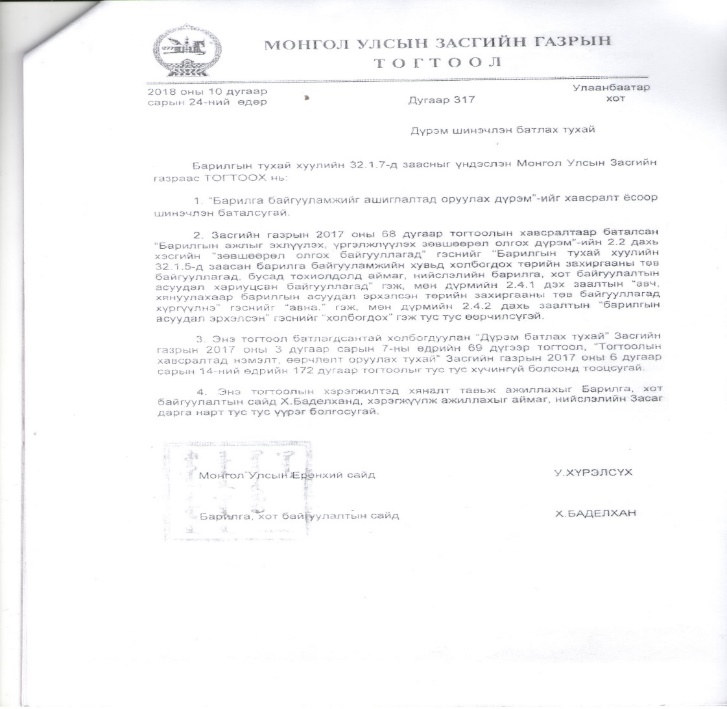 МОНГОЛ УЛСЫН ЗАСГИЙН ГАЗРЫН
ТОГТООЛ
2018 оны 10 дугаар
сарын 24-ний өдөр
Дугаар 317
Улаанбаатар
хот
Дүрэм шинэчлэн батлах тухай
Барилгын тухай хуулийн 32.1.7-д заасныг үндэслэн Монгол Улсын Засгийн
газраас ТОГТООХ нь:
1. "Барилга байгууламжийг ашиглалтад оруулах дүрэм"-ийг хавсралт ёсоор
шинэчлэн баталсугай.
2. Засгийн газрын 2017 оны 68 дугаар тогтоолын хавсралтаар баталсан
"Барилгын ажлыг эхлүүлэх, үргэлжлүүлэх зөвшөөрөл олгох дүрэм"-ийн 2.2 дахь
хэсгийн "зөвшөөрөл олгох байгууллагад" гэснийг "Барилгын тухай хуулийн
32.1.5-д заасан барилга байгууламжийн хувьд холбогдох төрийн захиргааны төв
байгууллагад, бусад тохиолдолд аймаг, нийслэлийн барилга, хот байгуулалтын
асуудал хариуцсан байгууллагад" гэж, мөн дүрмийн 2.4.1 дэх заалтын "авч,
хянуулахаар барилгын асуудал эрхэлсэн төрийн захиргааны төв байгууллагад
хүргүүлнэ" гэснийг "авна." гэж, мөн дүрмийн 2.4.2 дахь заалтын "барилгын
асуудал эрхэлсэн" гэснийг "холбогдох" гэж тус тус өөрчилсүгэй.
3. Энэ тогтоол батлагдсантай холбогдуулан "Дүрэм батлах тухай" Засгийн
газрын 2017 оны 3 дугаар сарын 7-ны өдрийн 69 дүгээр тогтоол, "Тогтоолын
хавсралтад нэмэлт, өөрчлөлт оруулах тухай" Засгийн газрын 2017 оны 6 дугаар
сарын 14-ний өдрийн 172 дугаар тогтоолыг тус тус хүчингүй болсонд тооцсугай.
4. Энэ тогтоолын хэрэгжилтэд хяналт тавьж ажиллахыг Барилга, хот
байгуулалтын сайд Х.Баделханд, хэрэгжүүлж ажиллахыг аймаг, нийслэлийн Засаг
дарга нарт тус тус үүрэг болгосугай.
Монгол Улсын Ерөнхий сайд
У.ХҮРЭЛСҮХ
Барилга, хот байгуулалтын сайд
Х.БАДЕЛХАН